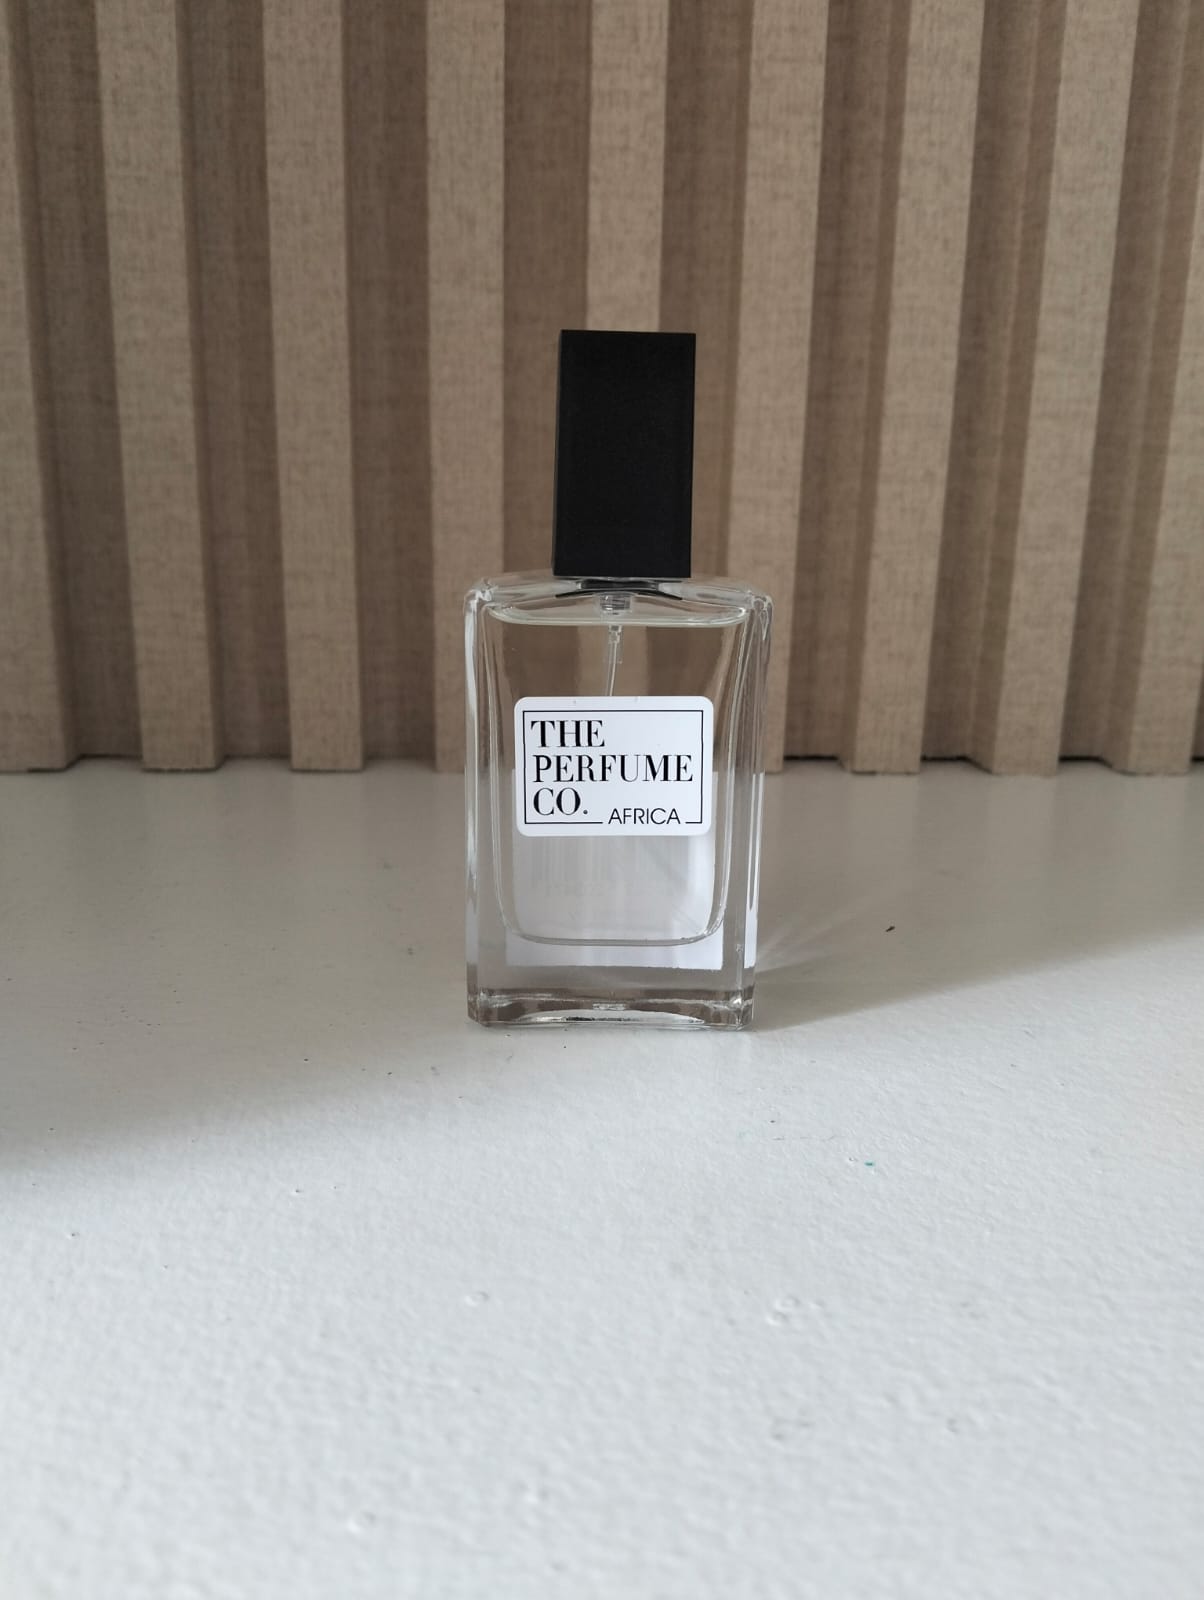 THE
PERFUME
CO. AFRICA